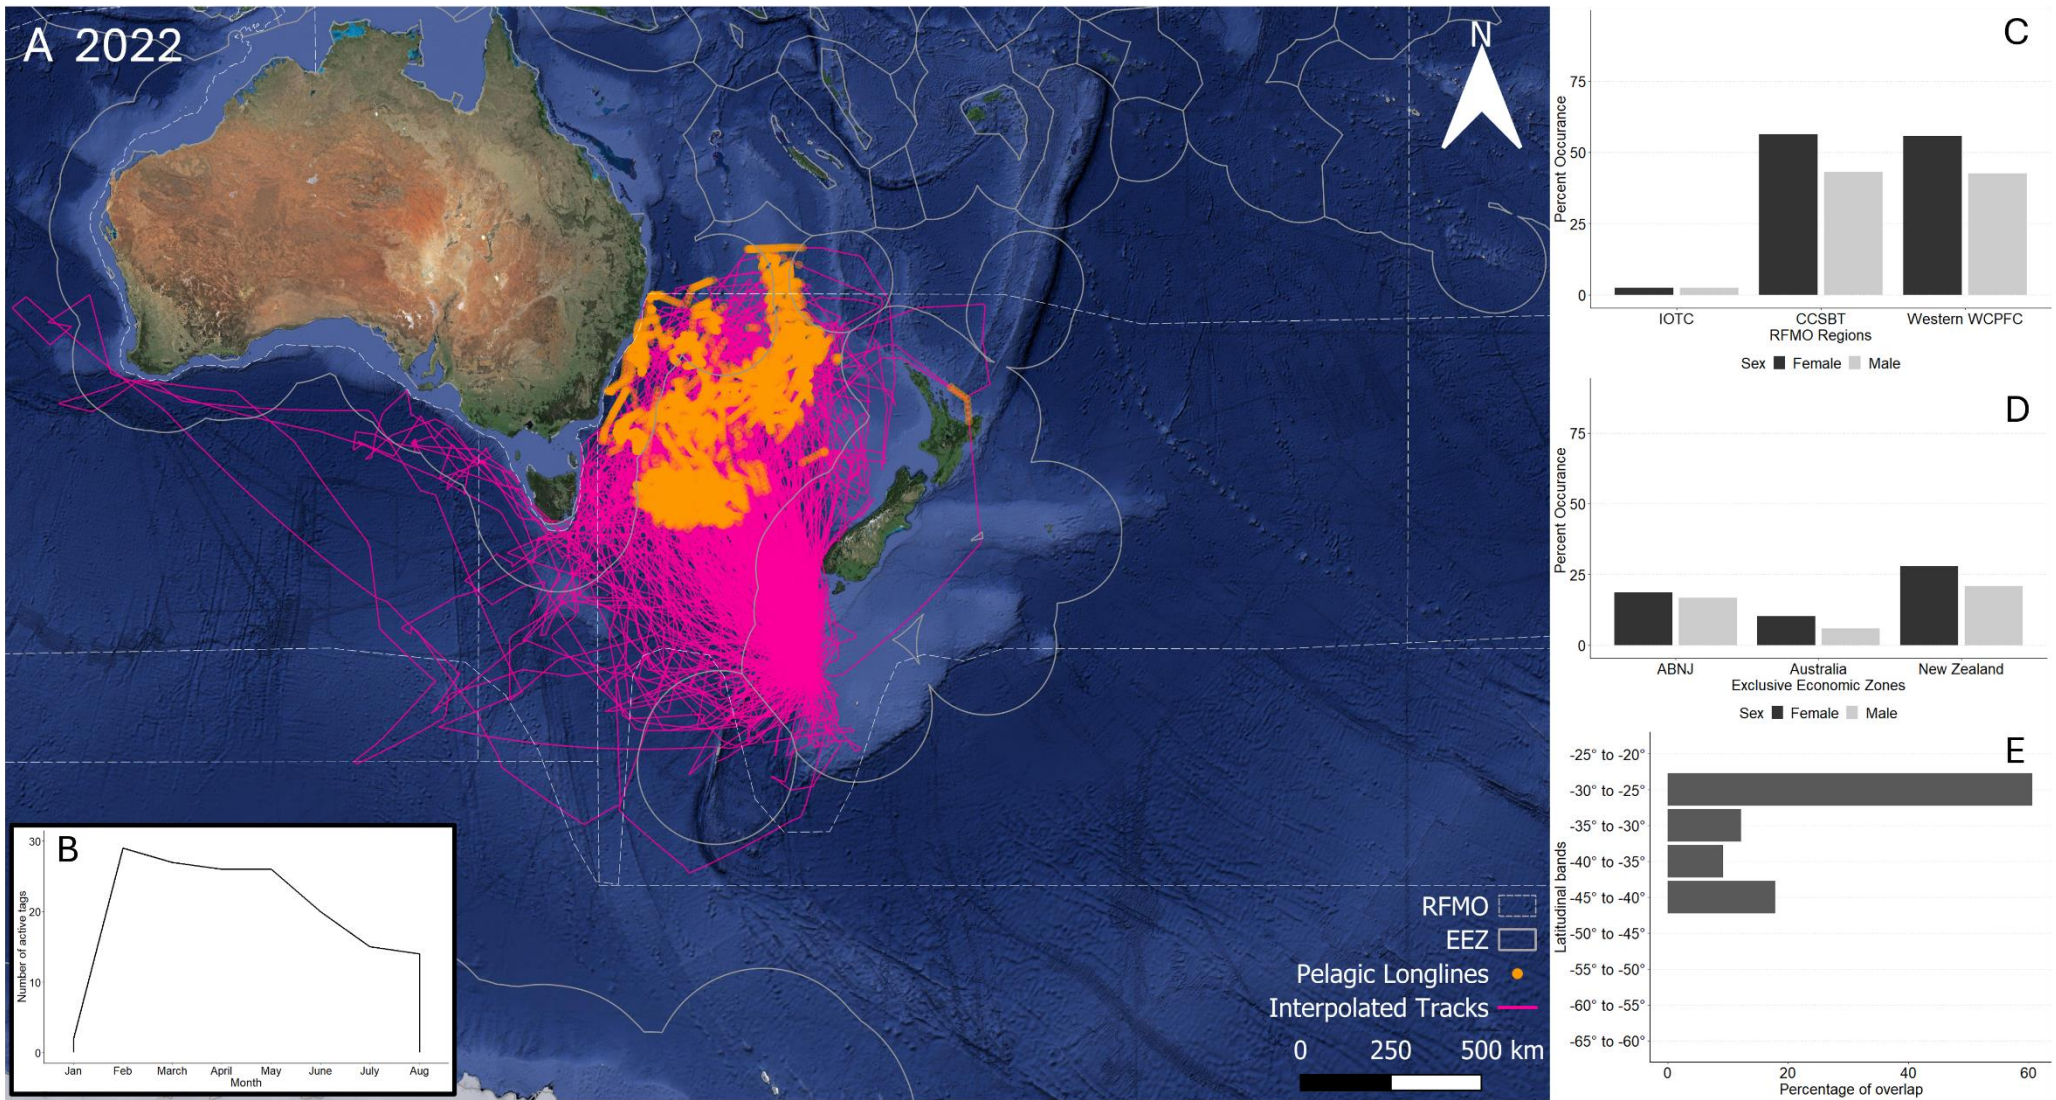 A 2022
N
RFMO
EEZ
Pelagic Longlines
Interpolated Tracks
0 250 500 km
B
Number of active tags
30
20
10
0
Jan Feb March April May June July Aug
Month
C
Percent Occurance
75
50
25
0
IOTC CCSBT Western WCPFC
RFMO Regions
Sex Female Male
D
Percent Occurance
75
50
25
0
ABNJ Australia New Zealand
Exclusive Economic Zones
Sex Female Male
E
Latitudinal bands
-25° to -20°
-30° to -25°
-35° to -30°
-40° to -35°
-45° to -40°
-50° to -45°
-55° to -50°
-60° to -55°
-65° to -60°
0 20 40 60
Percentage of overlap